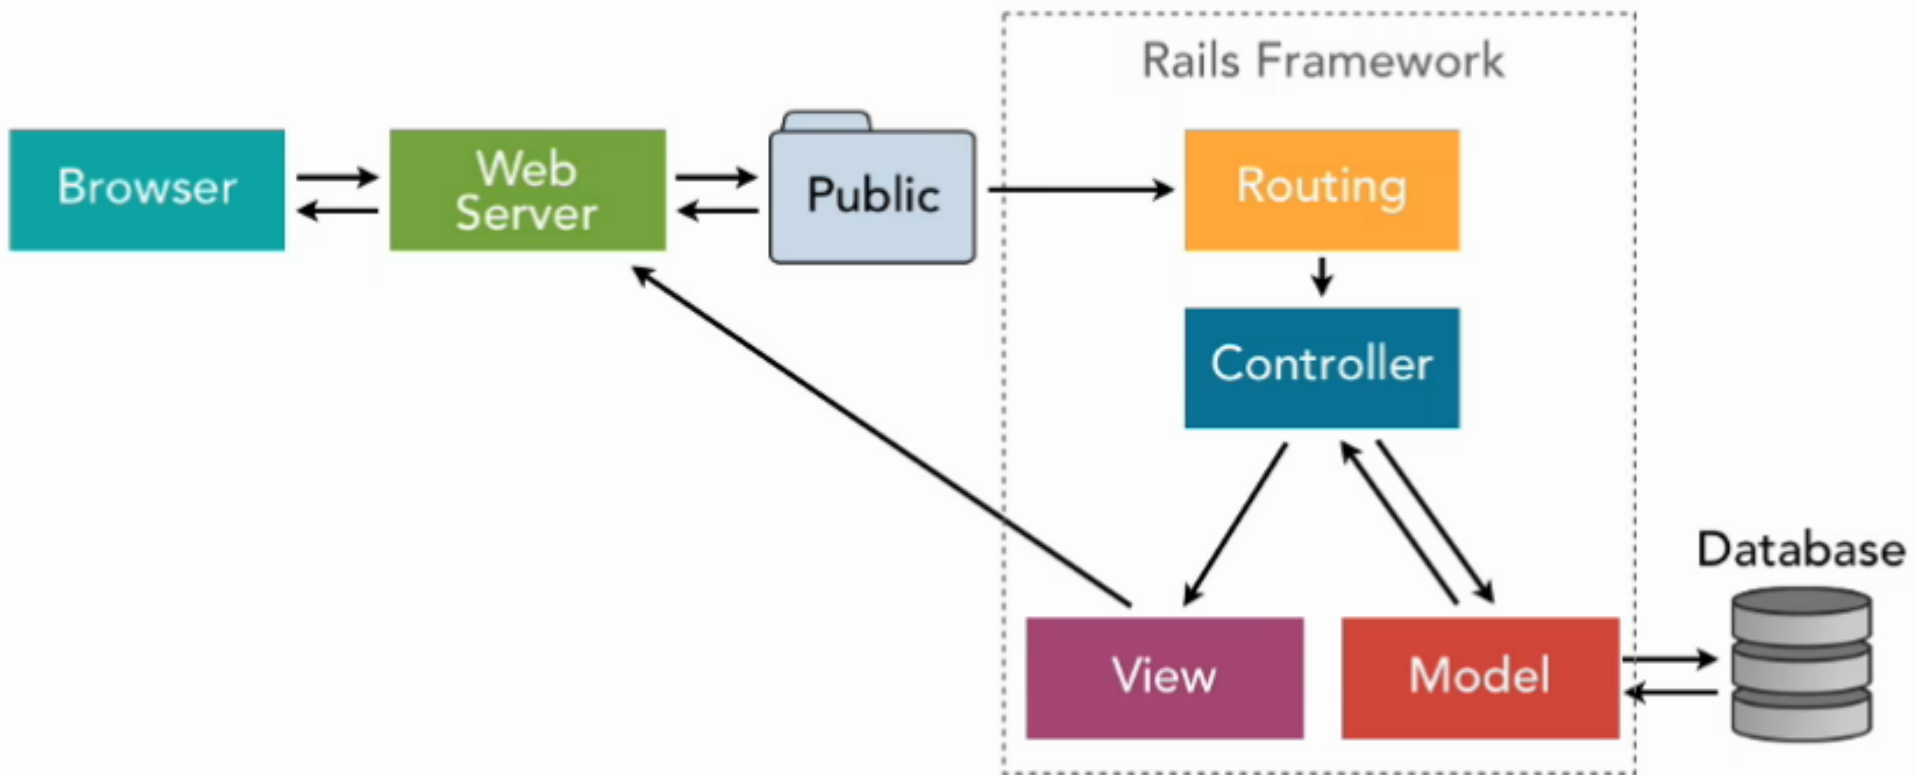 Rails Framework
Browser
Web
Server
Public
Routing
Controller
View
Model
Database